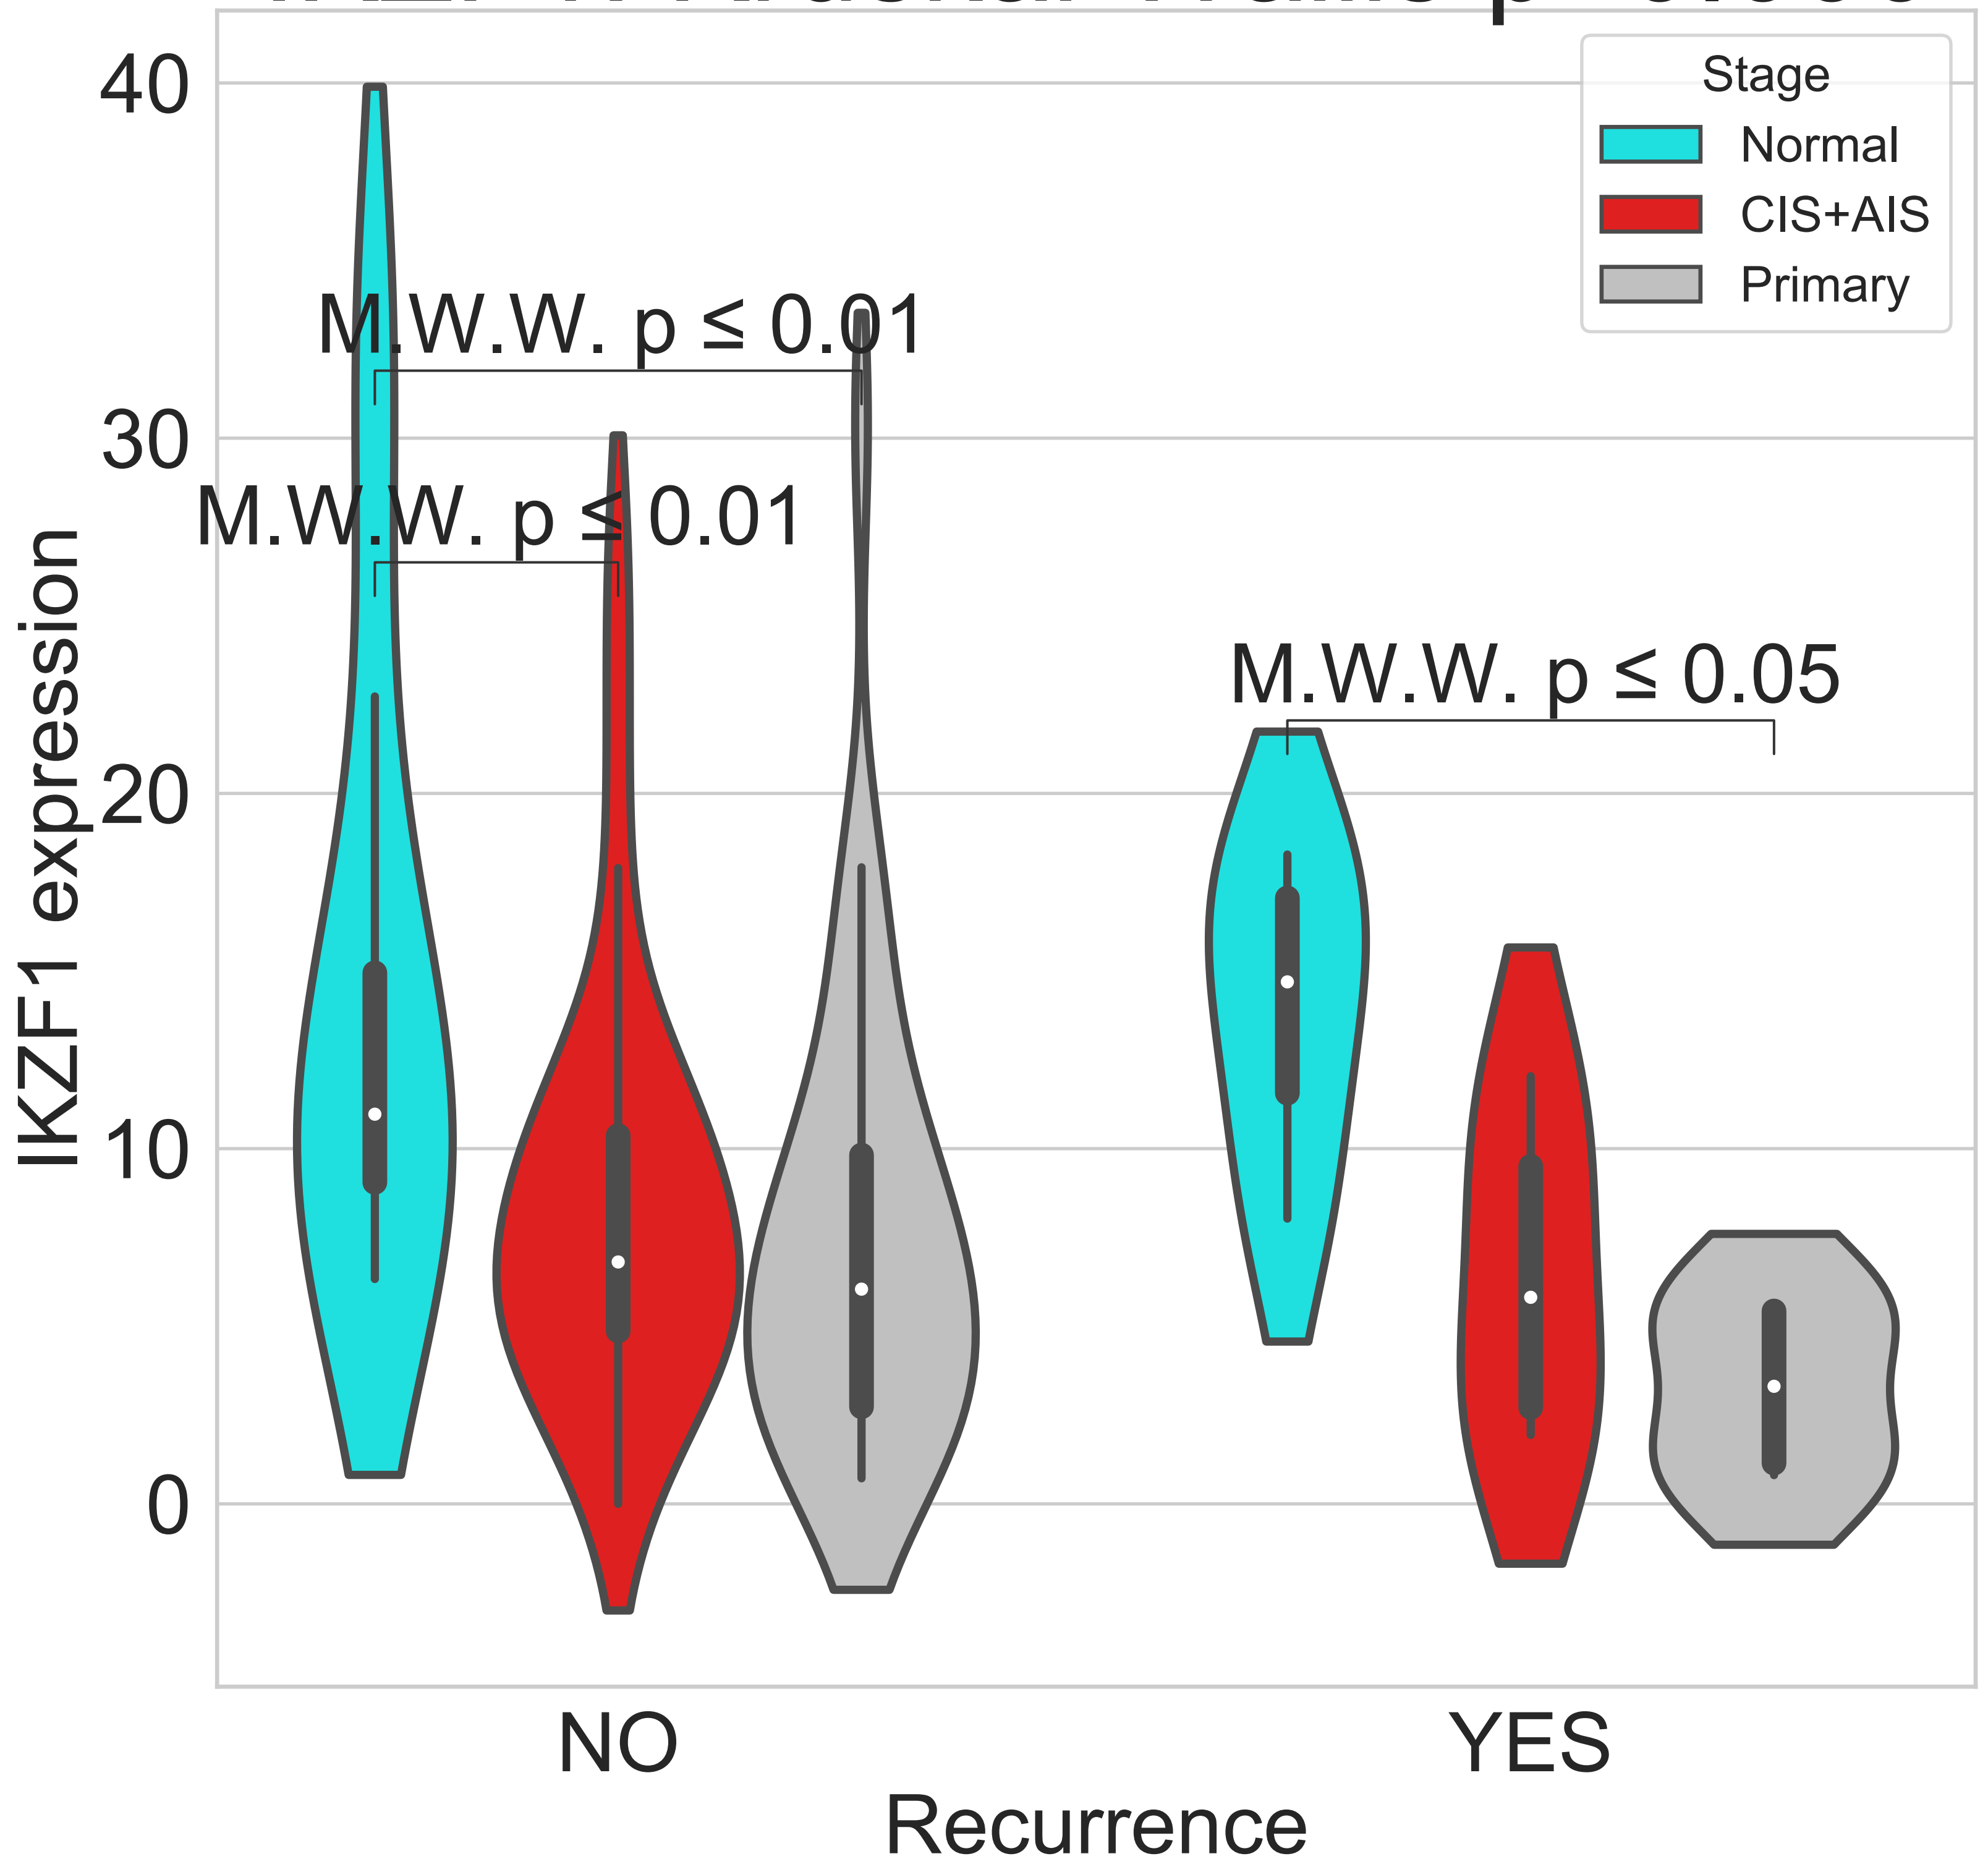 Stage
Normal
CIS+AIS
Primary
40
30
20
10
0
IKZF1 expression
M.W.W. p ≤ 0.01
M.W.W. p ≤ 0.01
M.W.W. p ≤ 0.05
NO
YES
Recurrence